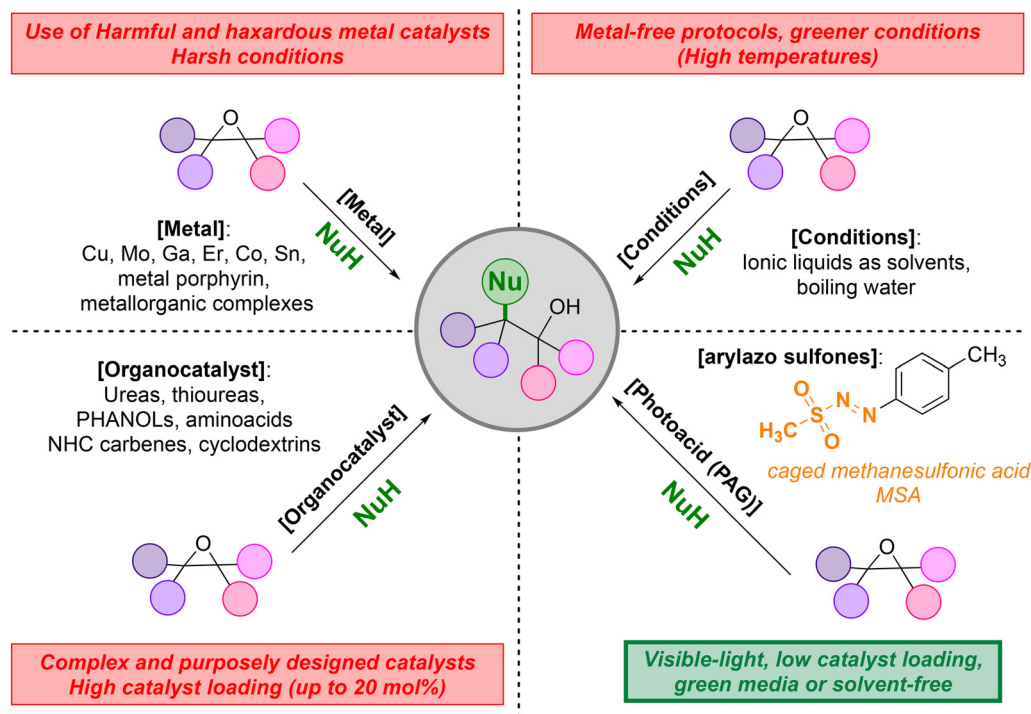 Use of Harmful and haxardous metal catalysts
Harsh conditions
O
[Metal]
NuH
[Metal]:
Cu, Mo, Ga, Er, Co, Sn,
metal porphyrin,
metallorganic complexes
Metal-free protocols, greener conditions
(High temperatures)
O
[Conditions]
NuH
[Conditions]:
Ionic liquids as solvents,
boiling water
Nu
OH
[Organocatalyst]:
Ureas, thioureas,
PHANOLs, aminoacids
NHC carbenes, cyclodextrins
[Organocatalyst]
NuH
O
Complex and purposely designed catalysts
High catalyst loading (up to 20 mol%)
[arylazo sulfones]:
CH3
O
N
S
N
H3C
O
caged methanesulfonic acid
MSA
[Photoacid (PAG)]
NuH
O
Visible-light, low catalyst loading,
green media or solvent-free